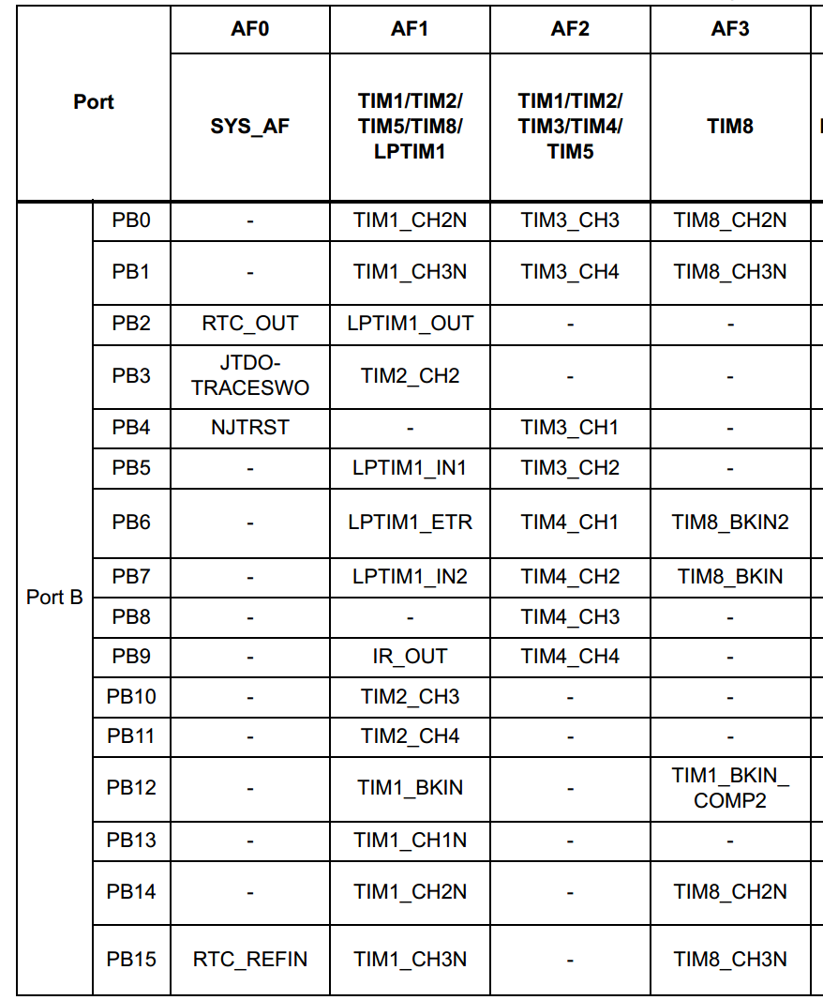 AF0 AF1 AF2 AF3
Port SYS_AF TIM1/TIM2/ TIM5/TIM8/ LPTIM1 TIM1/TIM2/ TIM3/TIM4/ TIM5 TIM8
Port B
PB0 - TIM1_CH2N TIM3_CH3 TIM8_CH2N
PB1 - TIM1_CH3N TIM3_CH4 TIM8_CH3N
PB2 RTC_OUT LPTIM1_OUT - -
PB3 JTDO- TRACESWO TIM2_CH2 - -
PB4 NJTRST - TIM3_CH1 -
PB5 - LPTIM1_IN1 TIM3_CH2 -
PB6 - LPTIM1_ETR TIM4_CH1 TIM8_BKIN2
PB7 - LPTIM1_IN2 TIM4_CH2 TIM8_BKIN
PB8 - - TIM4_CH3 -
PB9 - IR_OUT TIM4_CH4 -
PB10 - TIM2_CH3 - -
PB11 - TIM2_CH4 - -
PB12 - TIM1_BKIN - TIM1_BKIN_ COMP2
PB13 - TIM1_CH1N - -
PB14 - TIM1_CH2N - TIM8_CH2N
PB15 RTC_REFIN TIM1_CH3N - TIM8_CH3N